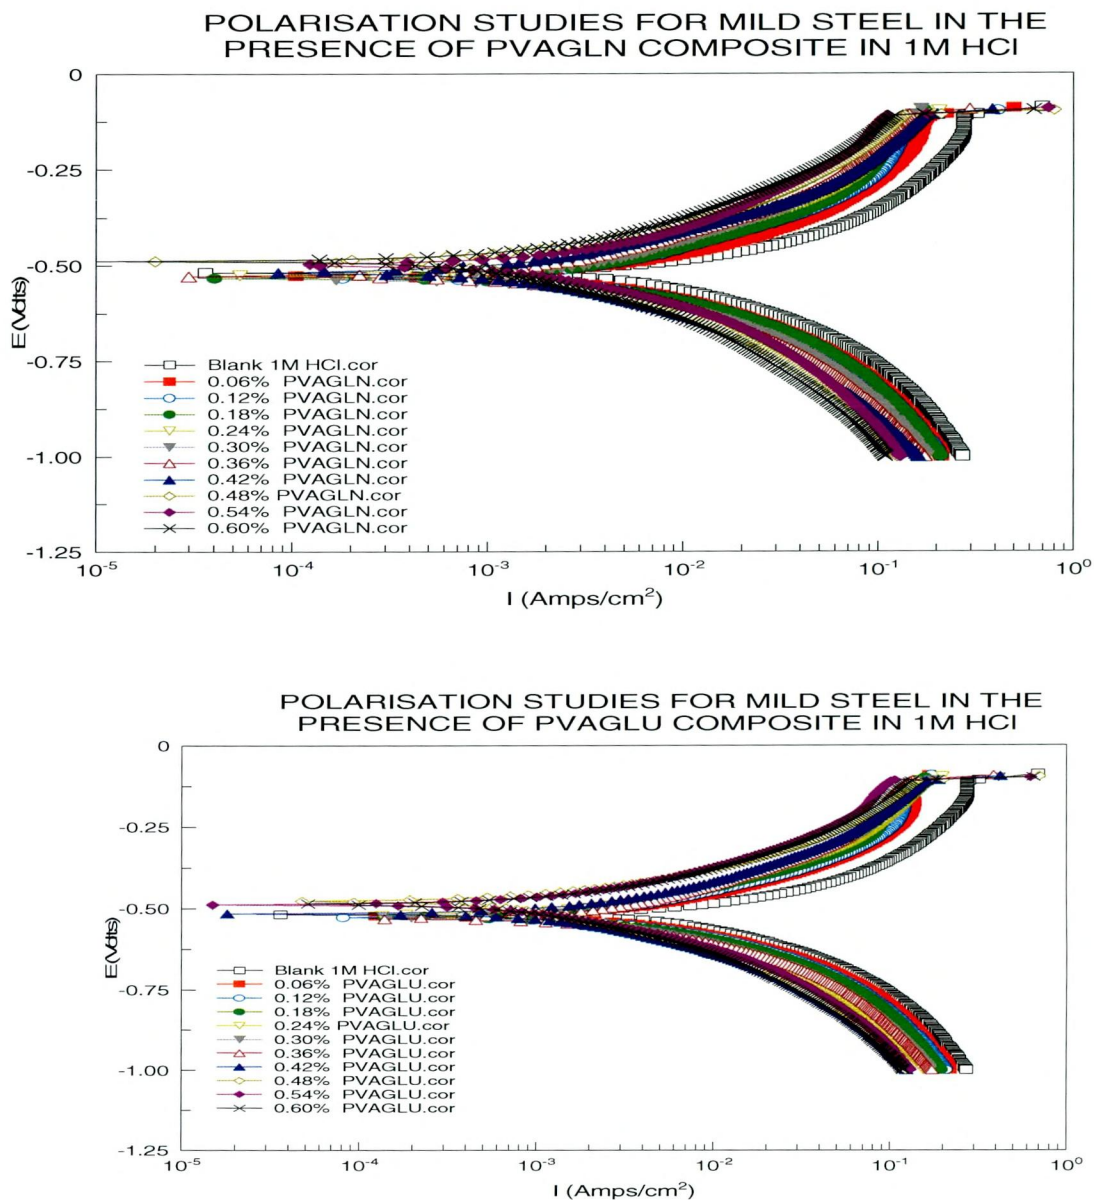 POLARISATION STUDIES FOR MILD STEEL IN THE
PRESENCE OF PVAGLN COMPOSITE IN 1M HCl
0
-0.25
-0.50
-0.75
-1.00
-1.25
E(Volts)
Blank 1M HCl.cor
0.06% PVAGLN.cor
0.12% PVAGLN.cor
0.18% PVAGLN.cor
0.24% PVAGLN.cor
0.30% PVAGLN.cor
0.36% PVAGLN.cor
0.42% PVAGLN.cor
0.48% PVAGLN.cor
0.54% PVAGLN.cor
0.60% PVAGLN.cor
10⁻⁵ 10⁻⁴ 10⁻³ 10⁻² 10⁻¹ 10⁰
I (Amps/cm²)
POLARISATION STUDIES FOR MILD STEEL IN THE
PRESENCE OF PVAGLU COMPOSITE IN 1M HCl
0
-0.25
-0.50
-0.75
-1.00
-1.25
E(Volts)
Blank 1M HCl.cor
0.06% PVAGLU.cor
0.12% PVAGLU.cor
0.18% PVAGLU.cor
0.24% PVAGLU.cor
0.30% PVAGLU.cor
0.36% PVAGLU.cor
0.42% PVAGLU.cor
0.48% PVAGLU.cor
0.54% PVAGLU.cor
0.60% PVAGLU.cor
10⁻⁵ 10⁻⁴ 10⁻³ 10⁻² 10⁻¹ 10⁰
I (Amps/cm²)